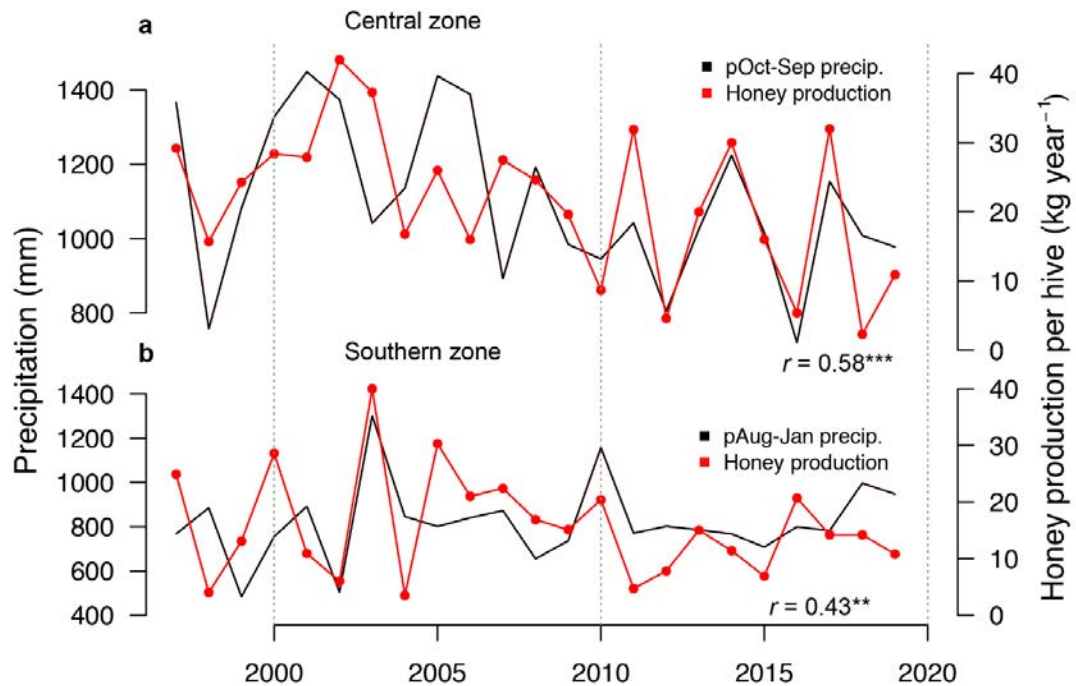 a
Central zone
pOct-Sep precip.
Honey production
1400
1200
1000
800
40
30
20
10
0
r = 0.58***
b
Southern zone
pAug-Jan precip.
Honey production
1400
1200
1000
800
600
400
40
30
20
10
0
r = 0.43**
2000 2005 2010 2015 2020
Precipitation (mm)
Honey production per hive (kg year⁻¹)